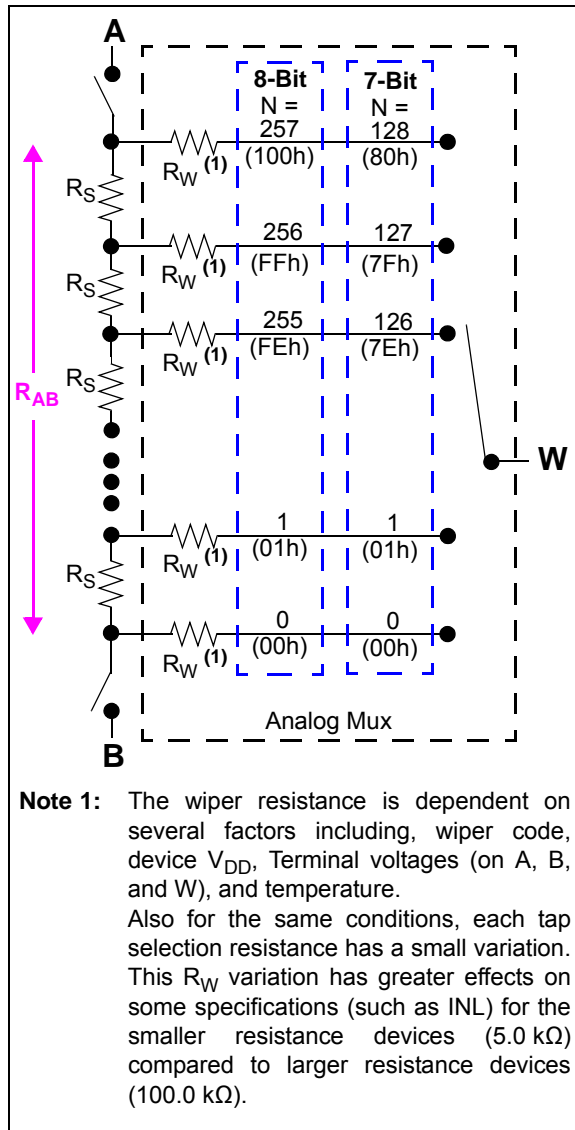 A
8-Bit
N =
7-Bit
N =
257
(100h)
128
(80h)
RW (1)
RS
256
(FFh)
127
(7Fh)
RW (1)
RS
255
(FEh)
126
(7Eh)
RW (1)
RS
RAB
W
1
(01h)
1
(01h)
RW (1)
RS
0
(00h)
0
(00h)
RW (1)
Analog Mux
B
Note 1: The wiper resistance is dependent on
several factors including, wiper code,
device VDD, Terminal voltages (on A, B,
and W), and temperature.
Also for the same conditions, each tap
selection resistance has a small variation.
This RW variation has greater effects on
some specifications (such as INL) for the
smaller resistance devices (5.0 kΩ)
compared to larger resistance devices
(100.0 kΩ).